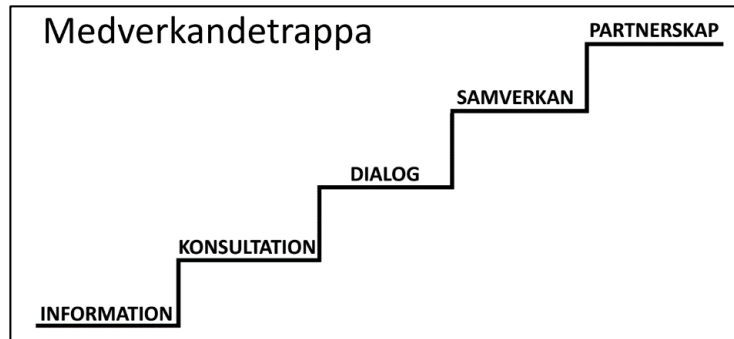 Medverkandetrappa
PARTNERSKAP
SAMVERKAN
DIALOG
KONSULTATION
INFORMATION